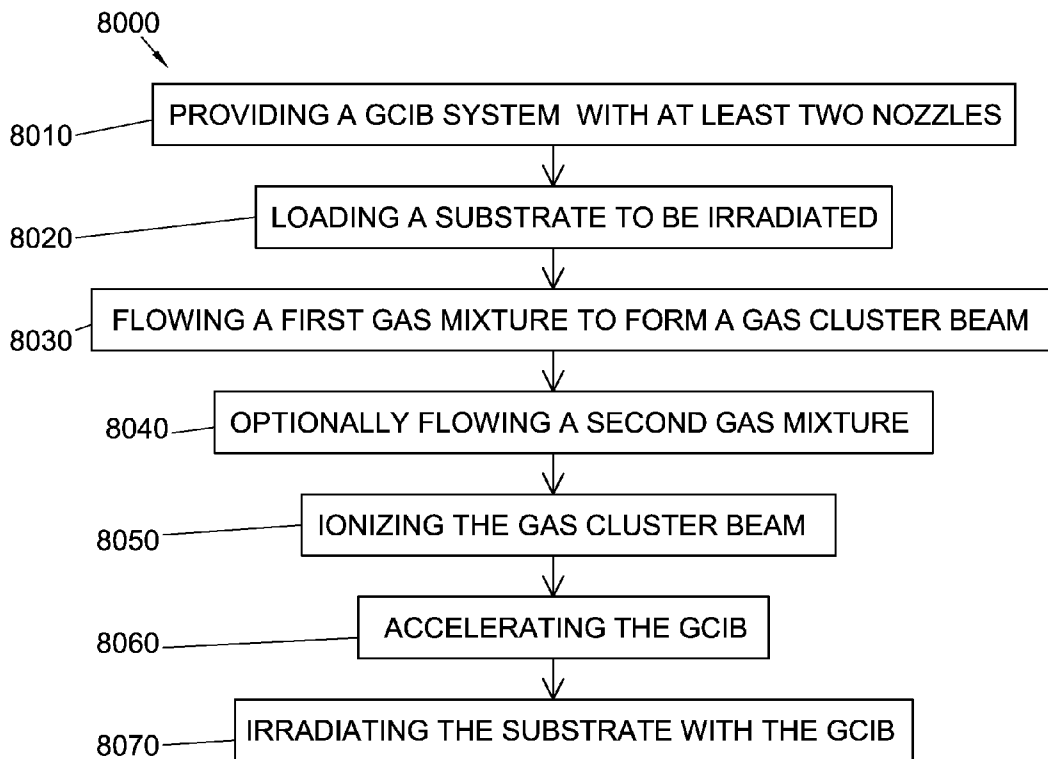 8000
8010 PROVIDING A GCIB SYSTEM WITH AT LEAST TWO NOZZLES
8020 LOADING A SUBSTRATE TO BE IRRADIATED
8030 FLOWING A FIRST GAS MIXTURE TO FORM A GAS CLUSTER BEAM
8040 OPTIONALLY FLOWING A SECOND GAS MIXTURE
8050 IONIZING THE GAS CLUSTER BEAM
8060 ACCELERATING THE GCIB
8070 IRRADIATING THE SUBSTRATE WITH THE GCIB